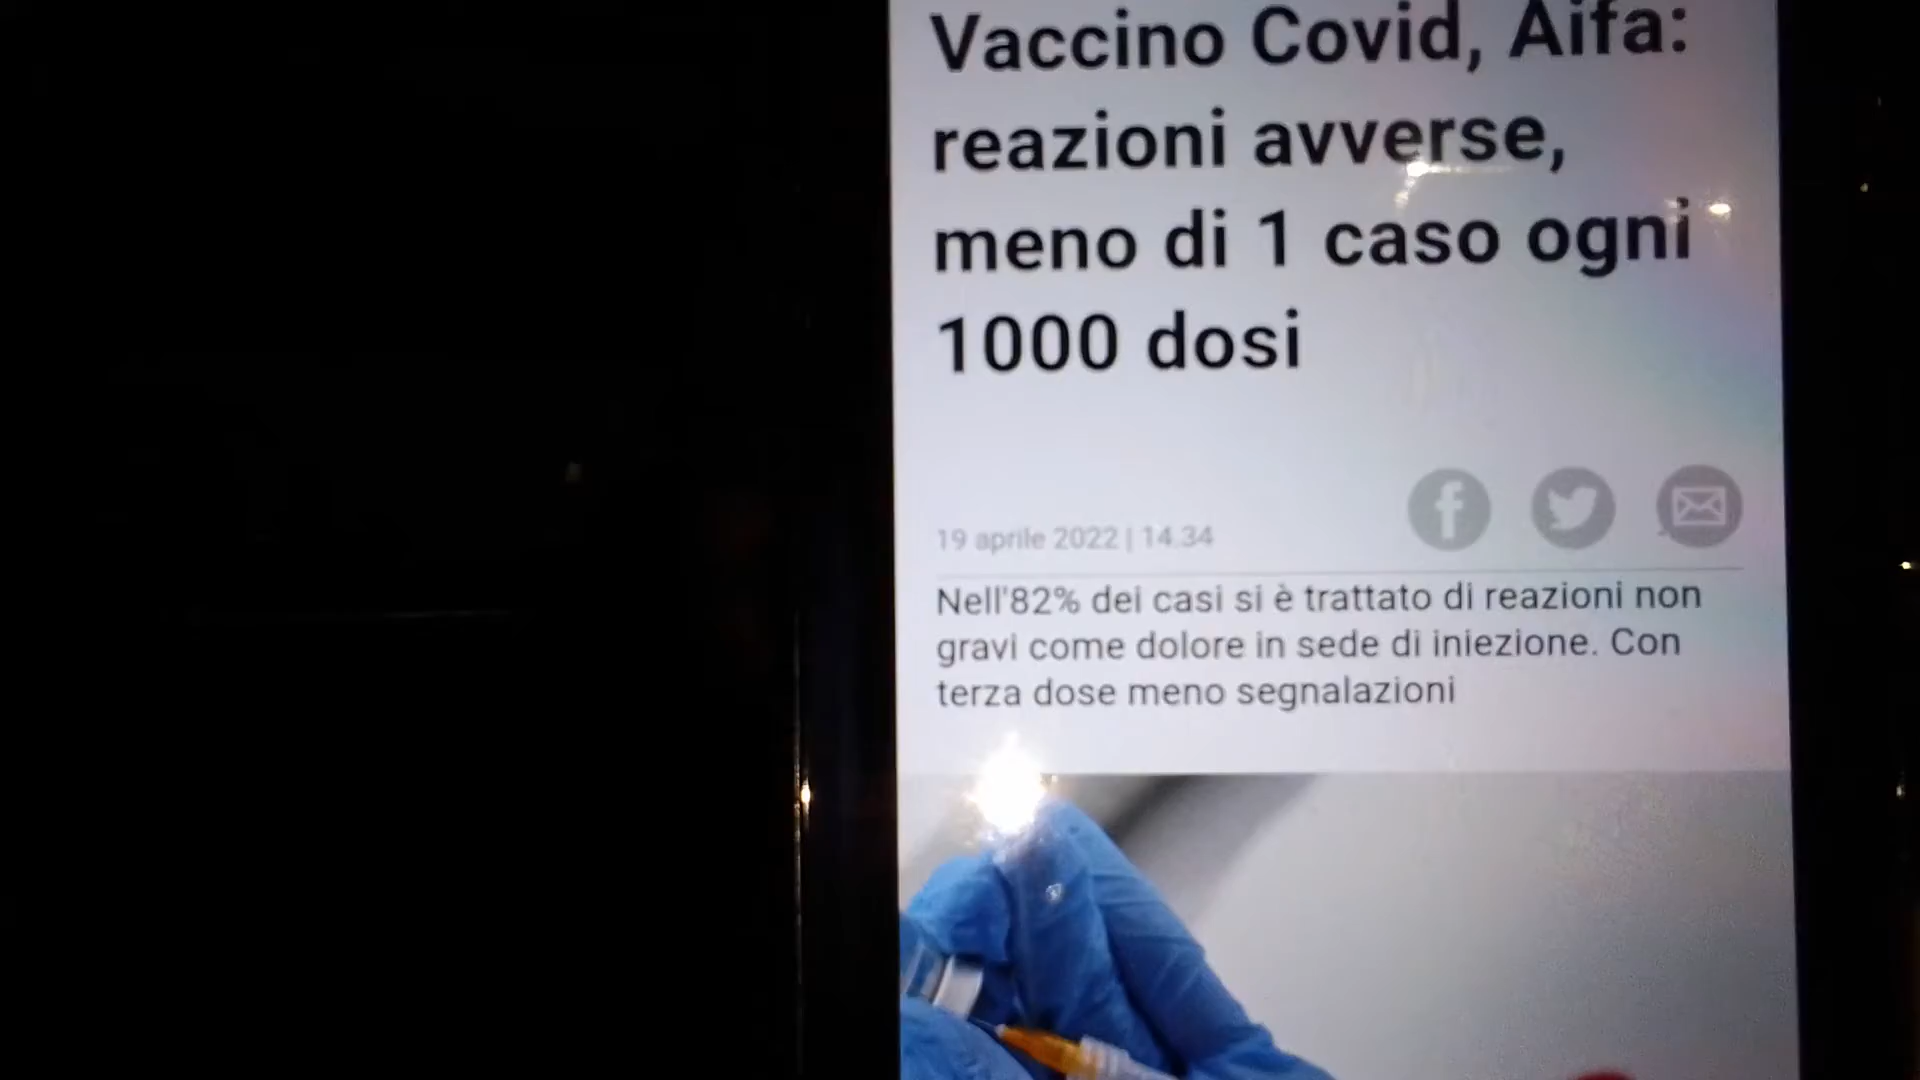 Vaccino Covid, Aifa:
reazioni avverse,
meno di 1 caso ogni
1000 dosi
19 aprile 2022 | 14.34
Nell'82% dei casi si è trattato di reazioni non
gravi come dolore in sede di iniezione. Con
terza dose meno segnalazioni